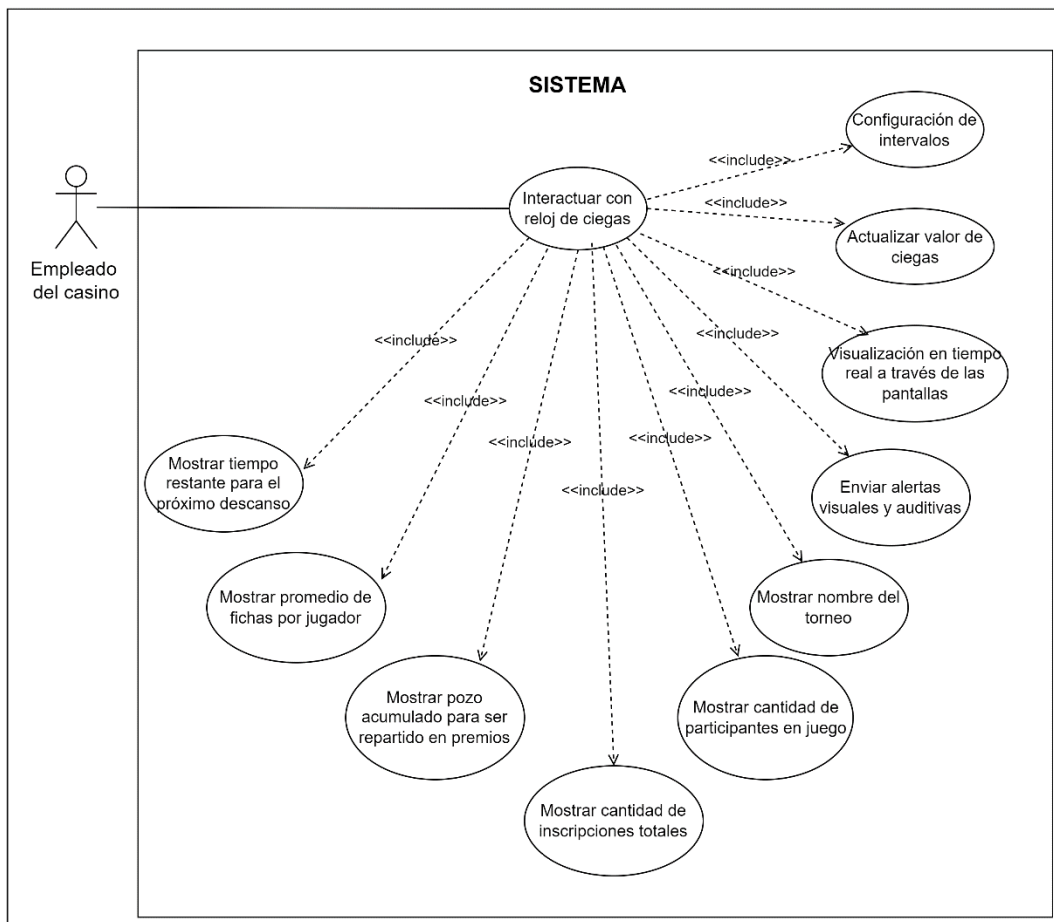 SISTEMA
Configuración de
intervalos
<<include>>
Interactuar con
reloj de ciegas
<<include>>
Actualizar valor de
ciegas
Empleado
del casino
<<include>>
<<include>>
Visualización en tiempo
real a través de las
pantallas
<<include>>
<<include>>
<<include>>
<<include>>
<<include>>
<<include>>
Mostrar tiempo
restante para el
próximo descanso
Enviar alertas
visuales y auditivas
Mostrar promedio de
fichas por jugador
Mostrar nombre del
torneo
Mostrar pozo
acumulado para ser
repartido en premios
Mostrar cantidad de
participantes en juego
Mostrar cantidad de
inscripciones totales